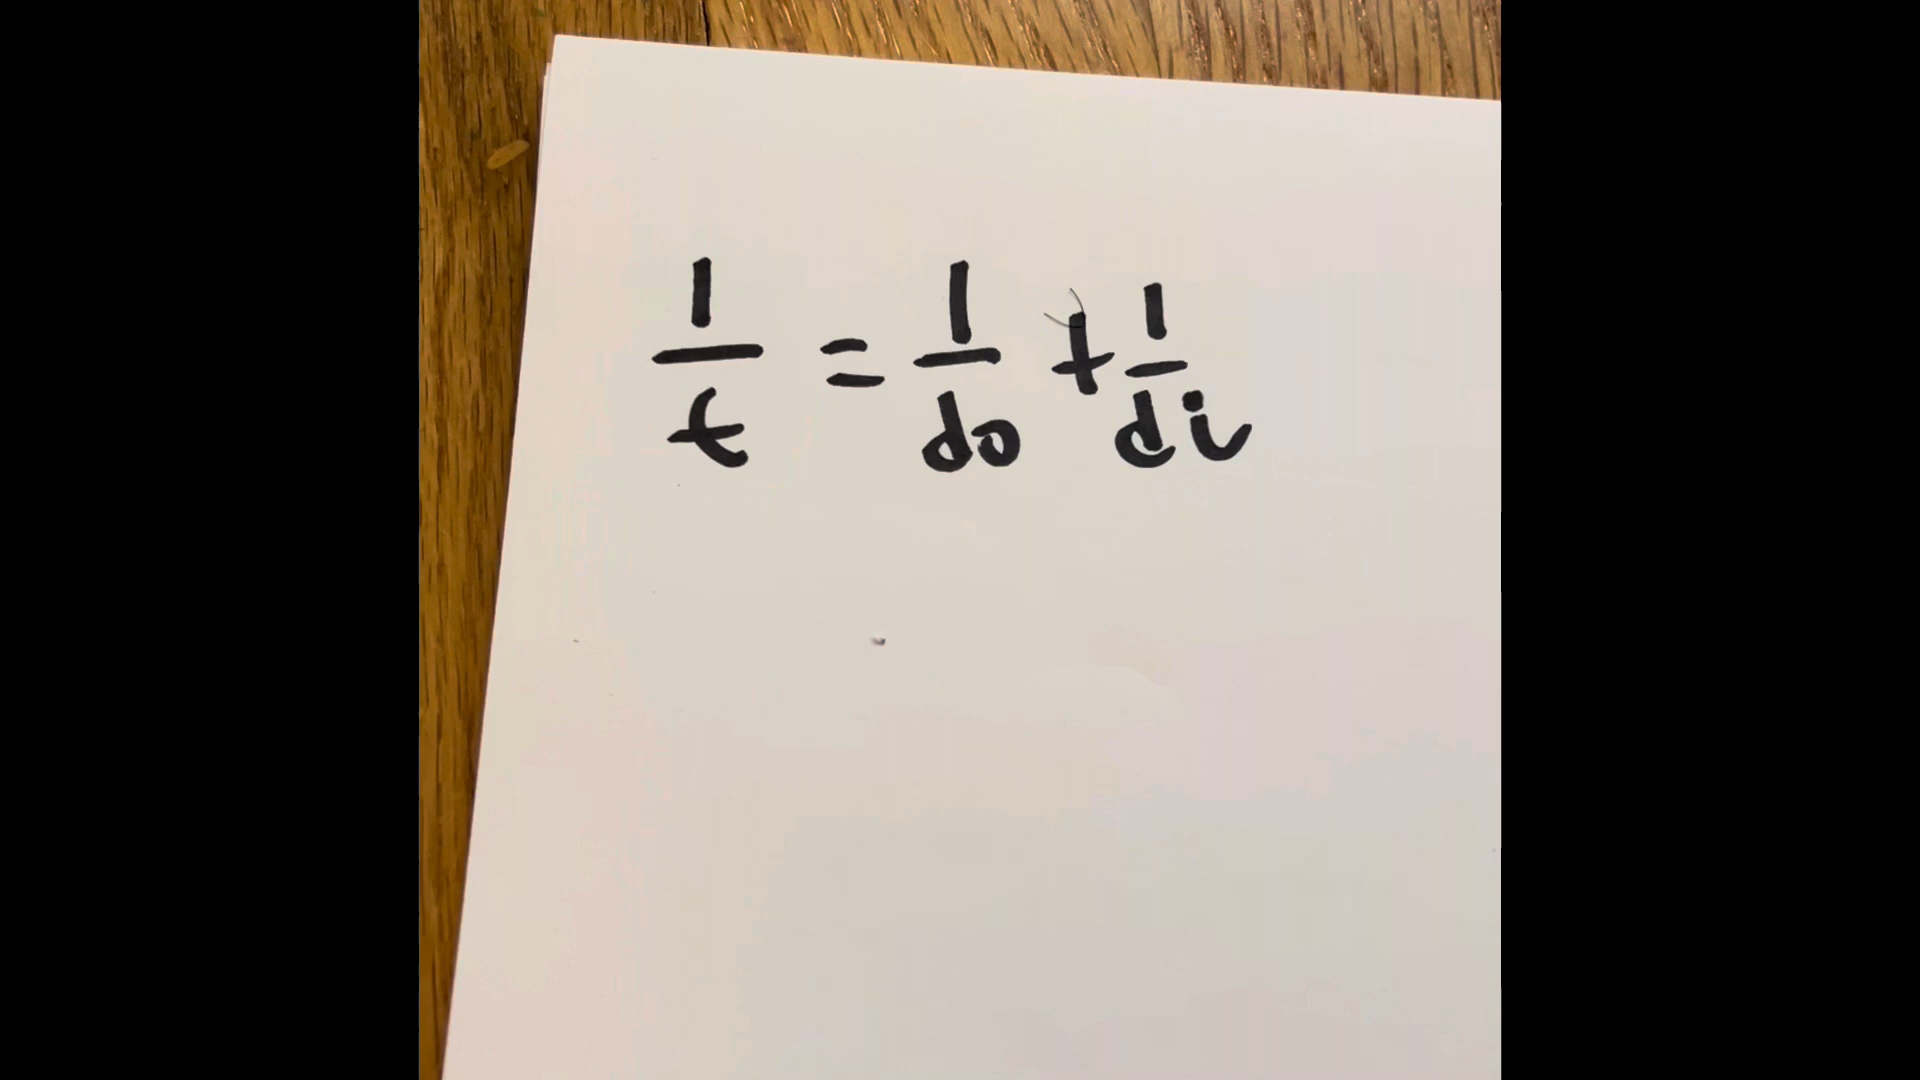 1/t = 1/do + 1/di